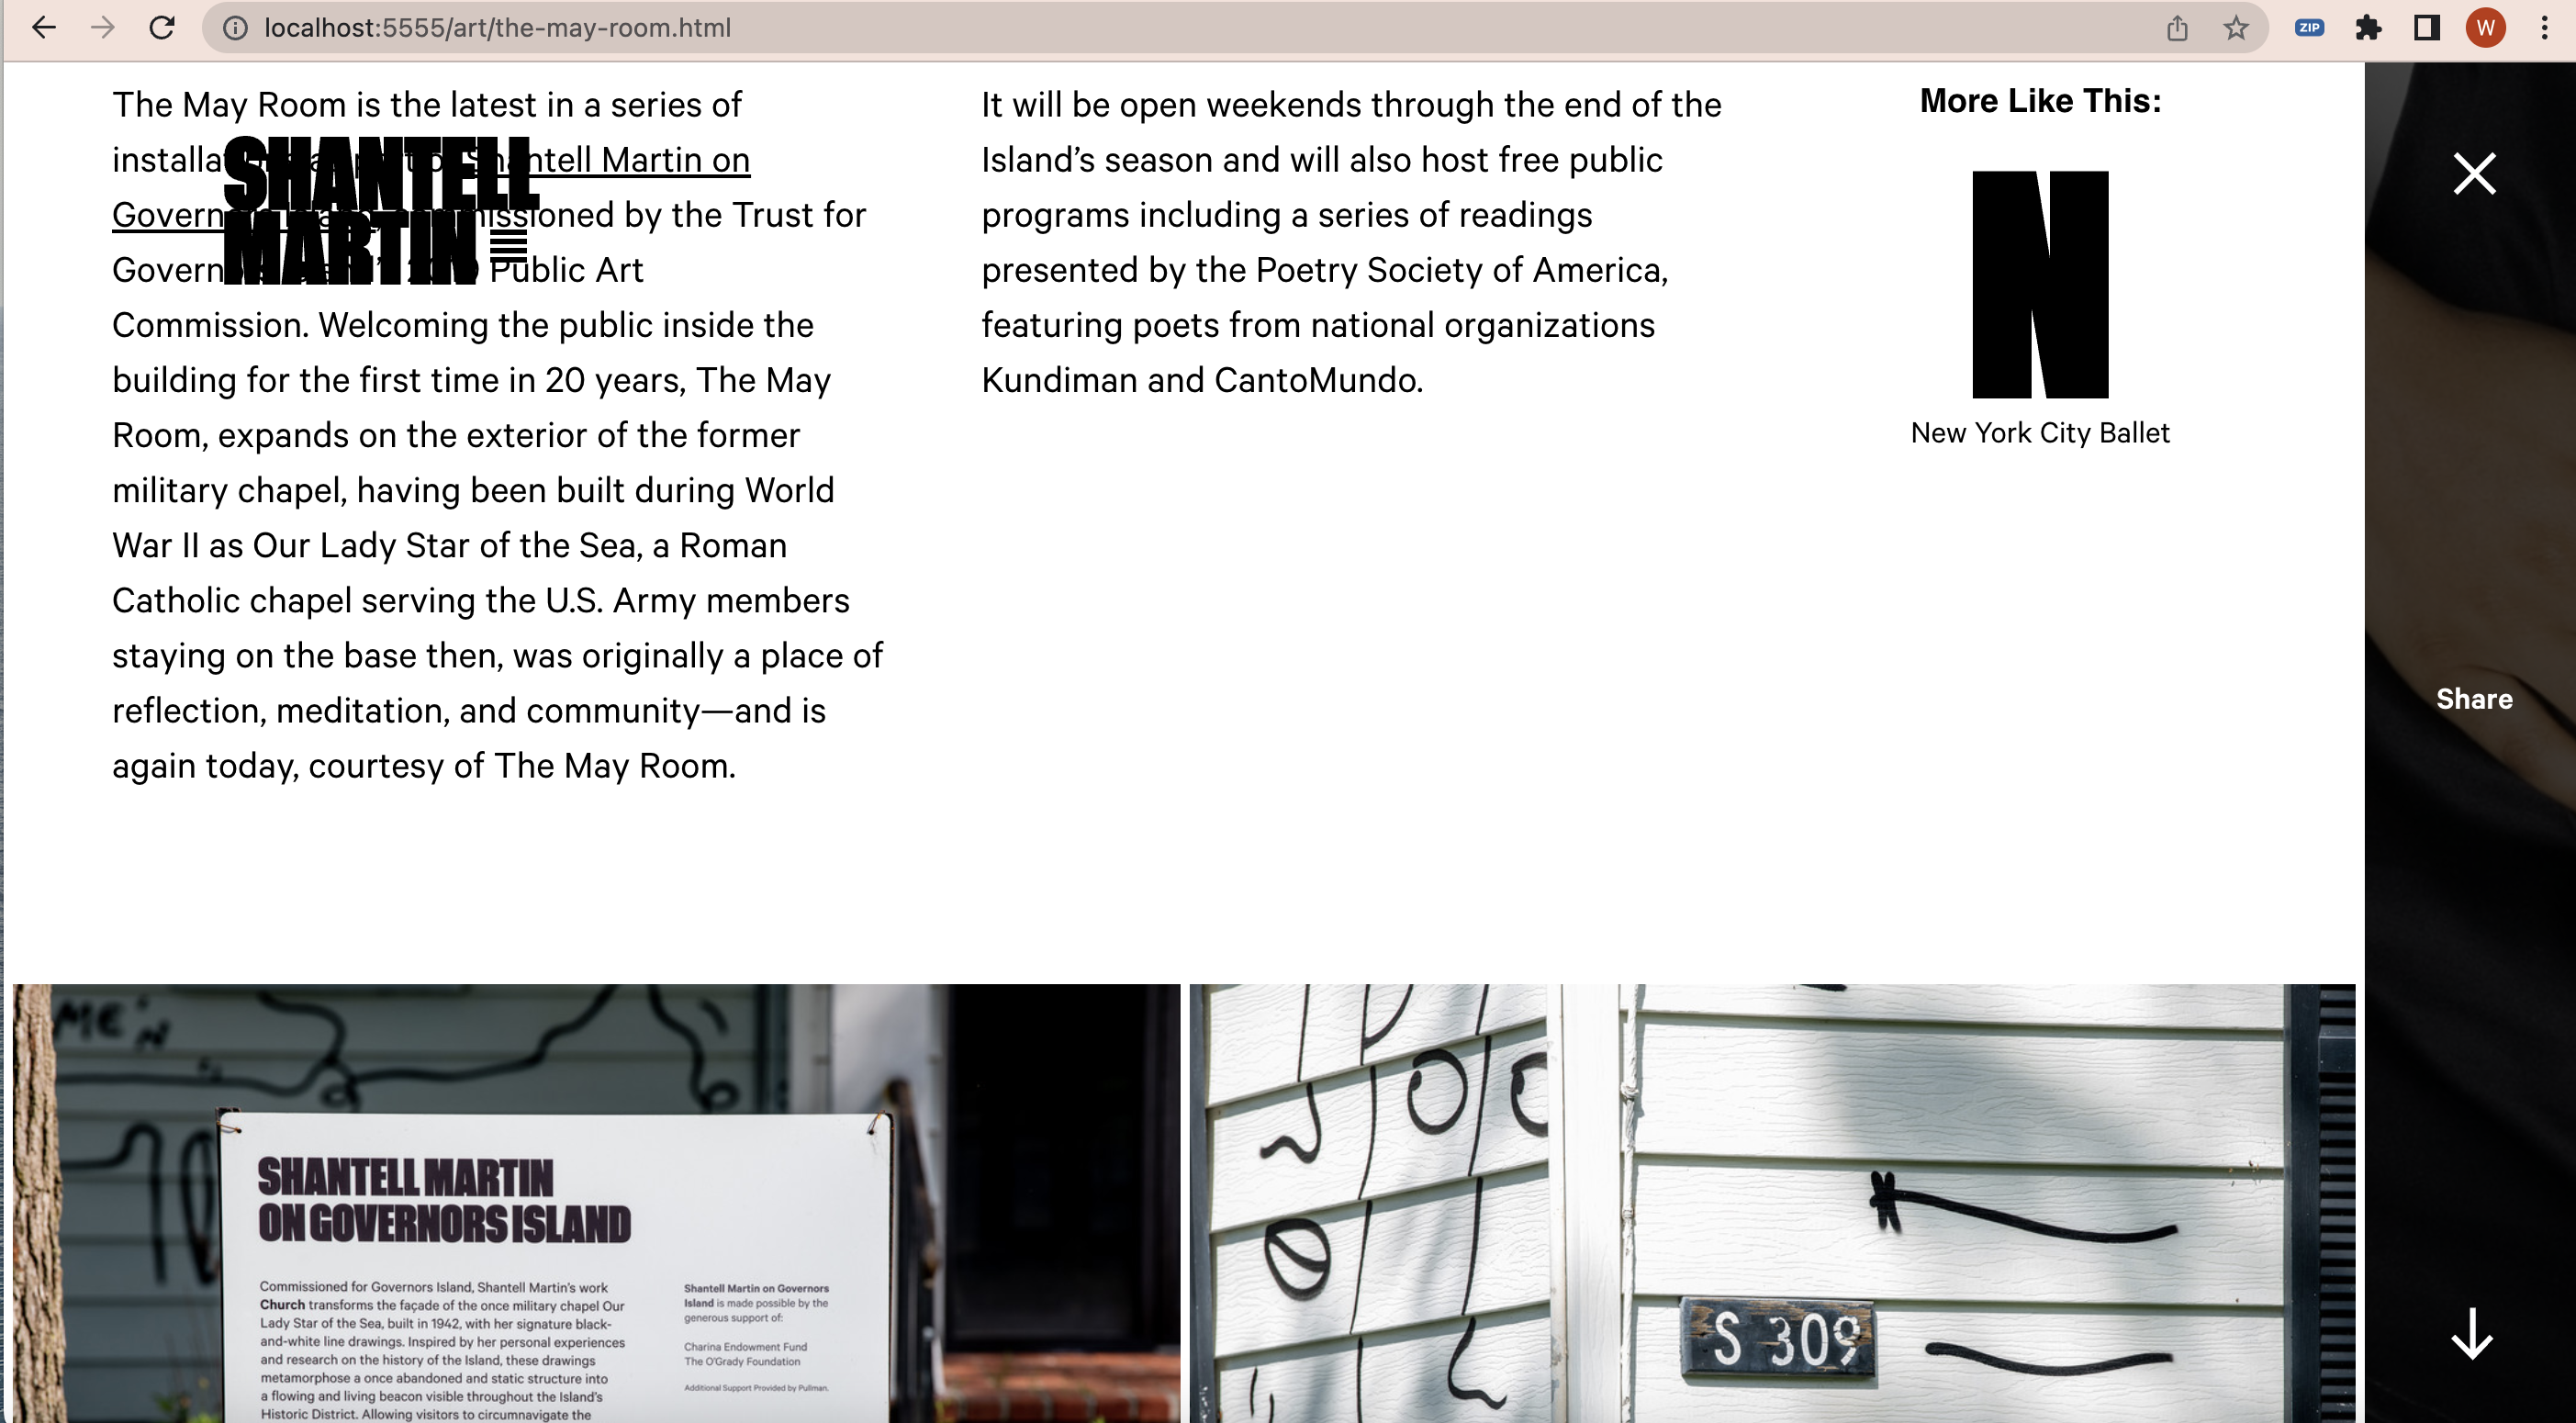 localhost:5555/art/the-may-room.html
ZIP
W
The May Room is the latest in a series of
Shantell Martin on
commissioned by the Trust for
Public Art
Commission. Welcoming the public inside the
building for the first time in 20 years, The May
Room, expands on the exterior of the former
military chapel, having been built during World
War II as Our Lady Star of the Sea, a Roman
Catholic chapel serving the U.S. Army members
staying on the base then, was originally a place of
reflection, meditation, and community—and is
again today, courtesy of The May Room.
SHANTELL
MARTIN
It will be open weekends through the end of the
Island’s season and will also host free public
programs including a series of readings
presented by the Poetry Society of America,
featuring poets from national organizations
Kundiman and CantoMundo.
More Like This:
N
New York City Ballet
Share
ME'N
SHANTELL MARTIN
ON GOVERNORS ISLAND
Commissioned for Governors Island, Shantell Martin's work
Church transforms the façade of the once military chapel Our
Lady Star of the Sea, built in 1942, with her signature black-
and-white line drawings. Inspired by her personal experiences
and research on the history of the Island, these drawings
metamorphose a once abandoned and static structure into
a flowing and living beacon visible throughout the Island's
Historic District. Allowing visitors to circumnavigate the
Shantell Martin on Governors
Island is made possible by the
generous support of:
Charina Endowment Fund
The O'Grady Foundation
Additional Support Provided by Pullman.
S 309